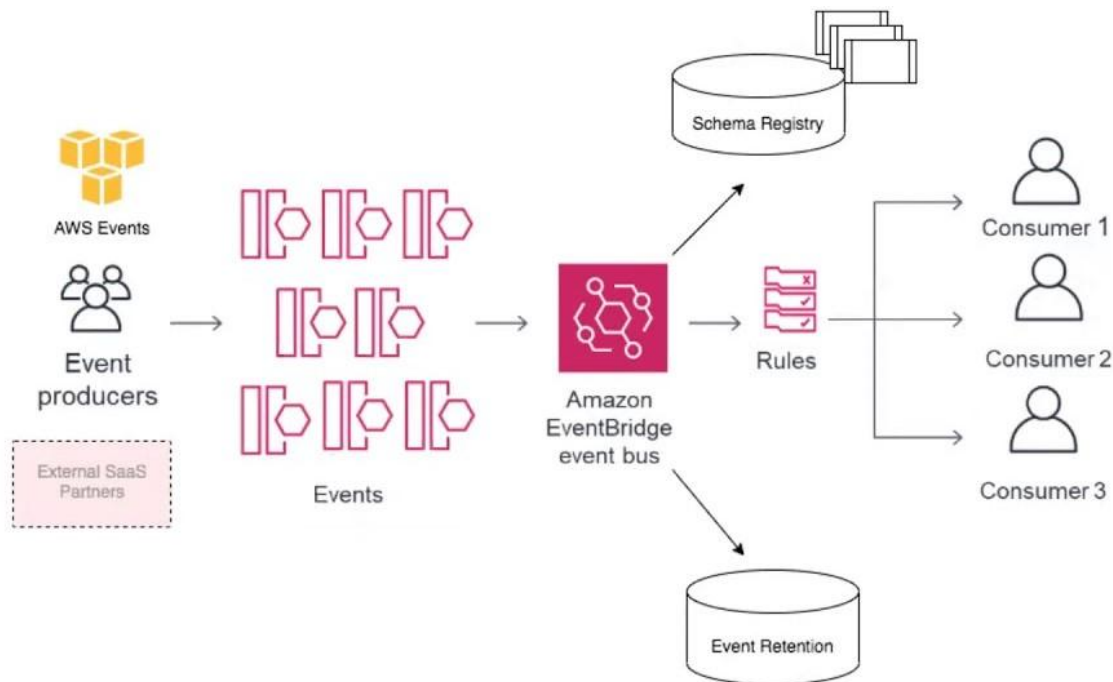 Schema Registry
AWS Events
Event
producers
External SaaS
Partners
Events
Amazon
EventBridge
event bus
Rules
Consumer 1
Consumer 2
Consumer 3
Event Retention